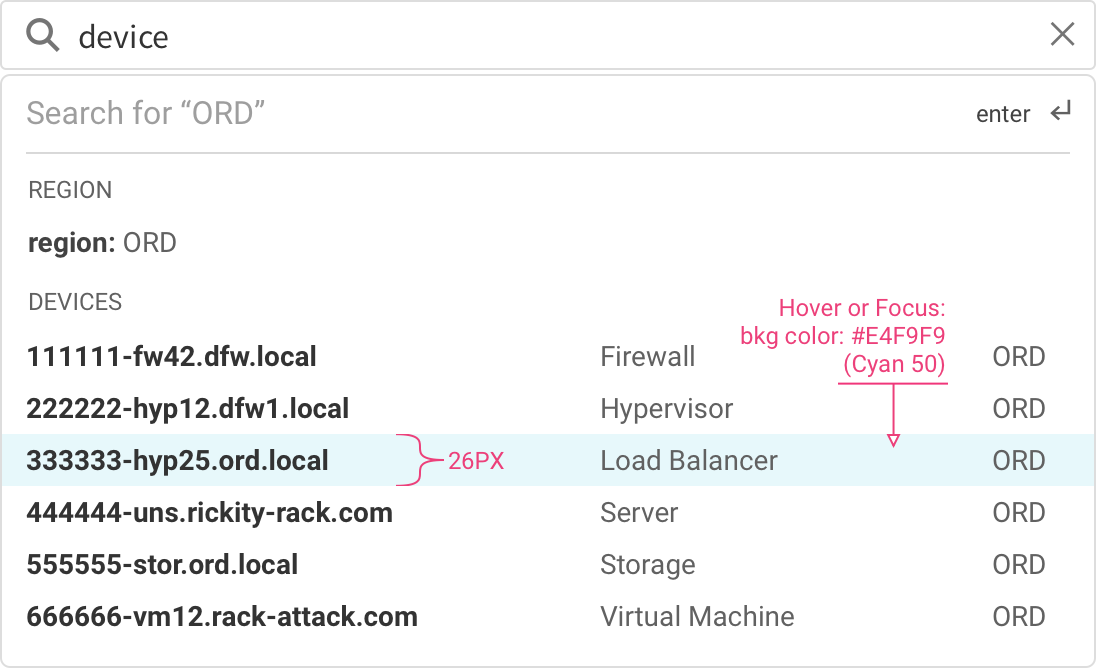 device
Search for “ORD”
enter
REGION
region: ORD
DEVICES
Hover or Focus:
bkg color: #E4F9F9
(Cyan 50)
111111-fw42.dfw.local Firewall ORD
222222-hyp12.dfw1.local Hypervisor ORD
333333-hyp25.ord.local 26PX Load Balancer ORD
444444-uns.rickity-rack.com Server ORD
555555-stor.ord.local Storage ORD
666666-vm12.rack-attack.com Virtual Machine ORD